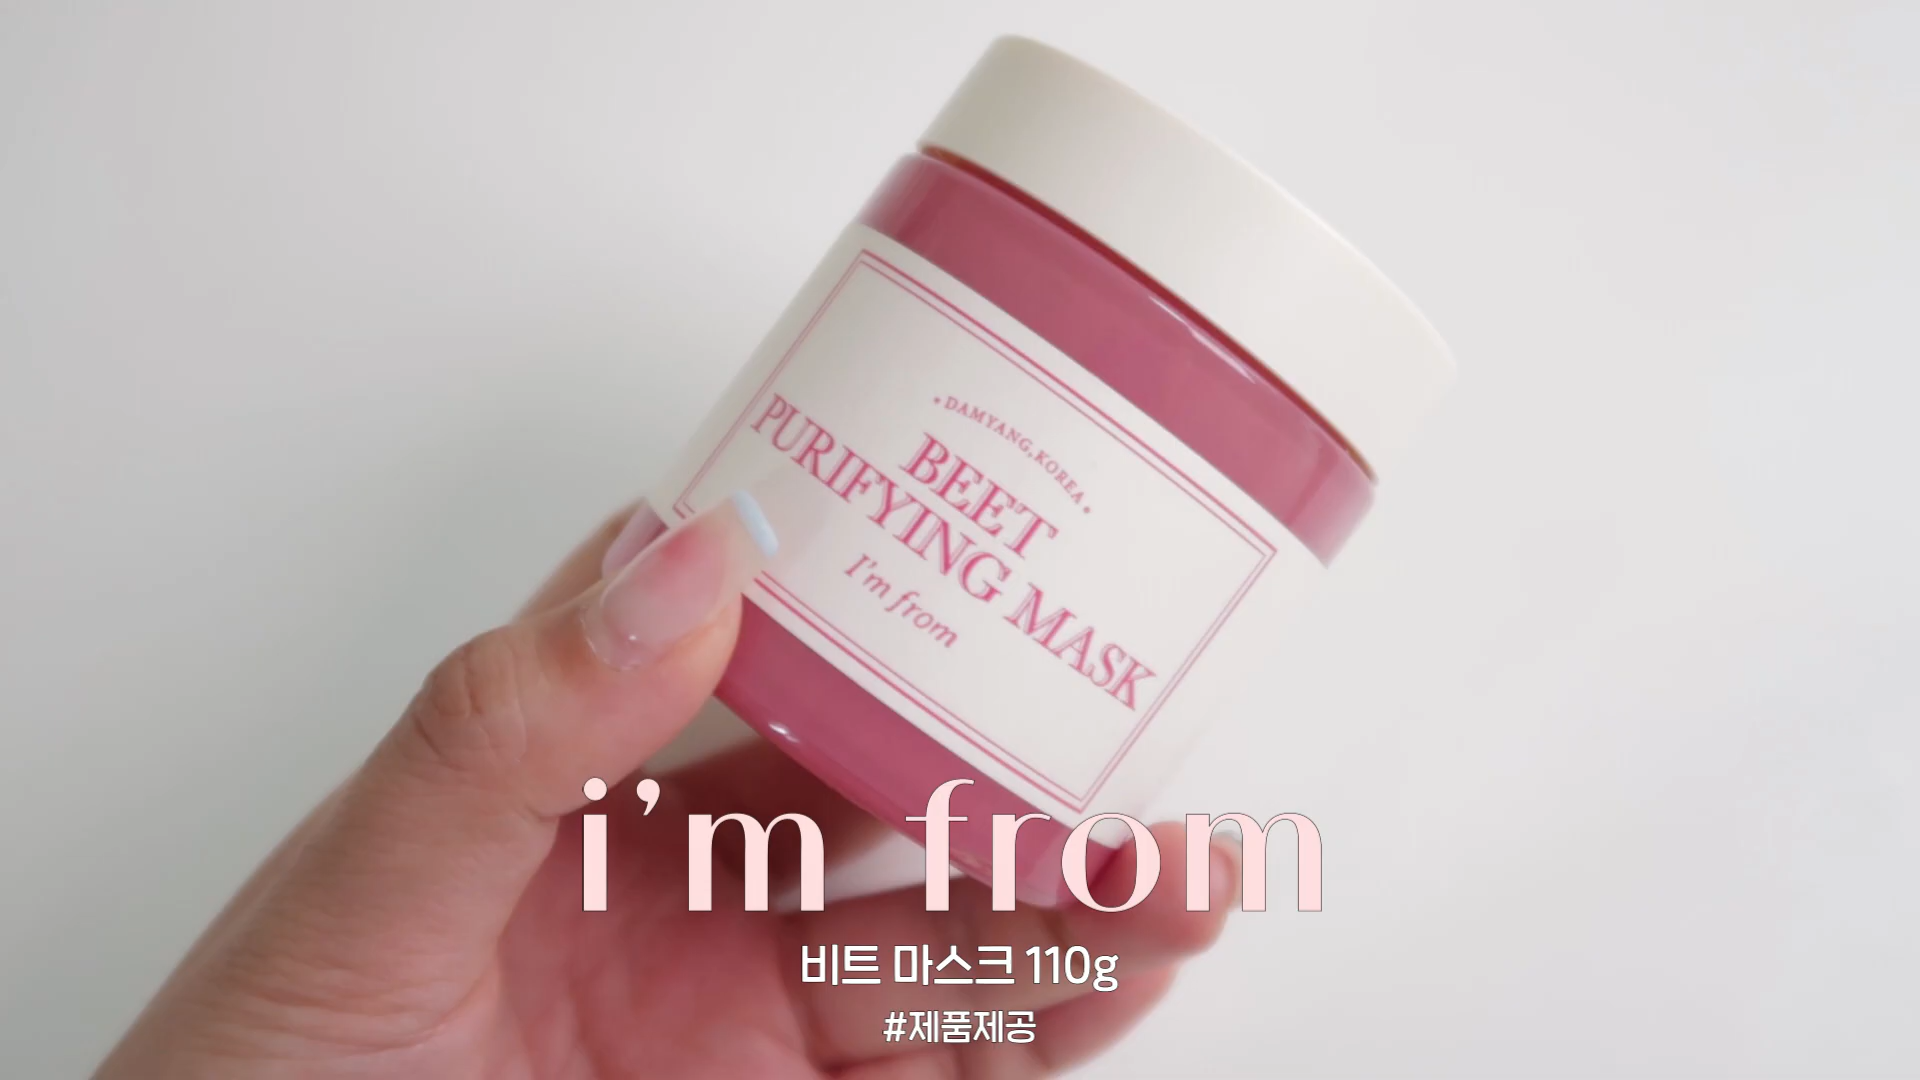 • DAMYANG, KOREA •
BEET
PURIFYING MASK
I'm from
i'm from
비트 마스크 110g
#제품제공